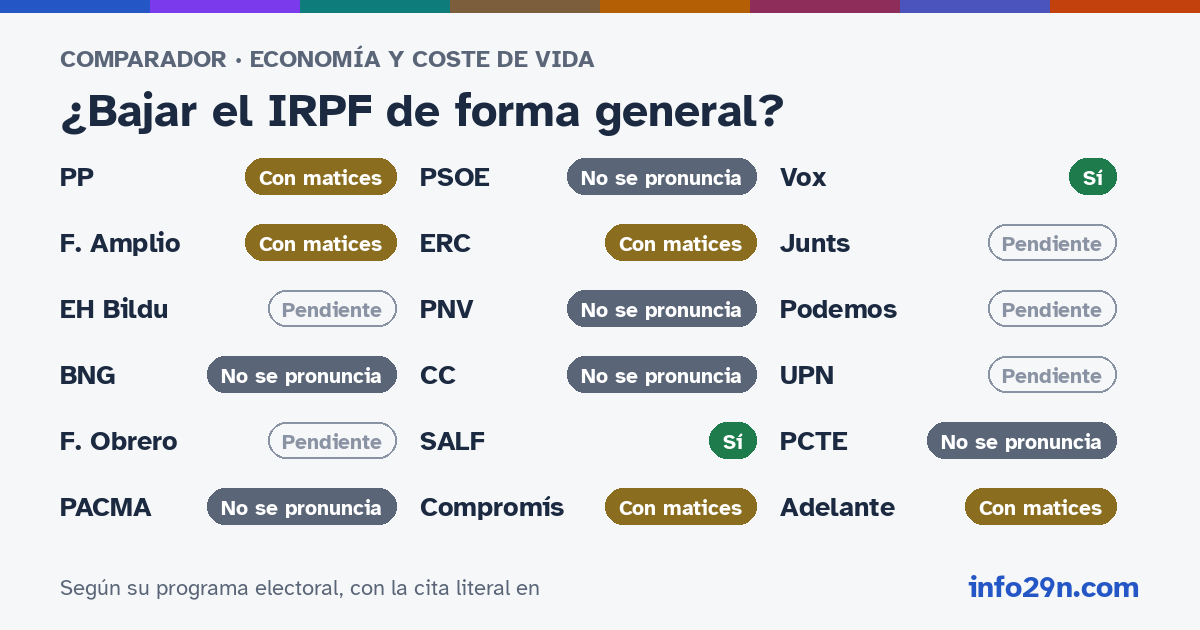 COMPARADOR · ECONOMÍA Y COSTE DE VIDA
¿Bajar el IRPF de forma general?
PP Con matices PSOE No se pronuncia Vox Sí
F. Amplio Con matices ERC Con matices Junts Pendiente
EH Bildu Pendiente PNV No se pronuncia Podemos Pendiente
BNG No se pronuncia CC No se pronuncia UPN Pendiente
F. Obrero Pendiente SALF Sí PCTE No se pronuncia
PACMA No se pronuncia Compromís Con matices Adelante Con matices
Según su programa electoral, con la cita literal en info29n.com